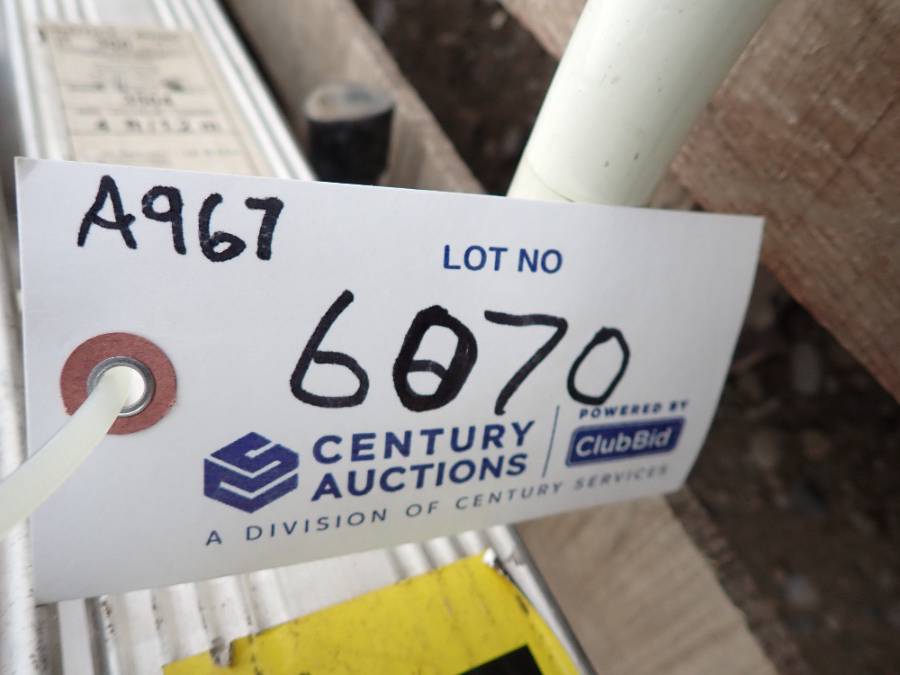 A967
LOT NO
6070
CENTURY
AUCTIONS
POWERED BY
ClubBid
A DIVISION OF CENTURY SERVICES